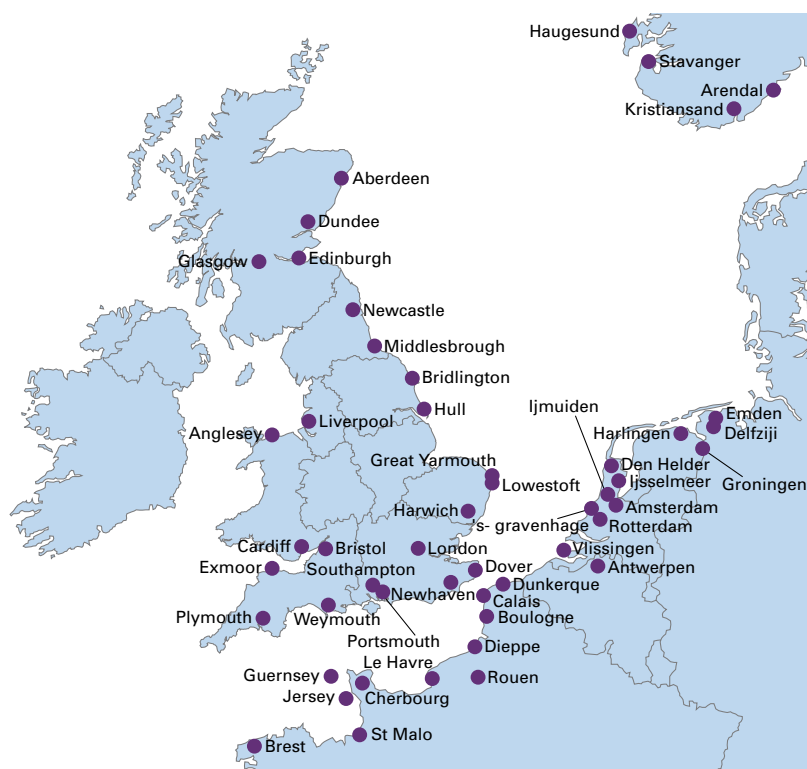 Haugesund
Stavanger
Arendal
Kristiansand
Aberdeen
Dundee
Edinburgh
Glasgow
Newcastle
Middlesbrough
Bridlington
Hull
Ijmuiden
Liverpool
Anglesey
Emden
Delfziji
Harlingen
Great Yarmouth
Den Helder
Ijsselmeer
Groningen
Lowestoft
Harwich
Amsterdam
's- gravenhage
Rotterdam
Cardiff
Bristol
London
Vlissingen
Exmoor
Southampton
Dover
Antwerpen
Newhaven
Dunkerque
Calais
Plymouth
Weymouth
Boulogne
Portsmouth
Dieppe
Le Havre
Guernsey
Rouen
Jersey
Cherbourg
St Malo
Brest